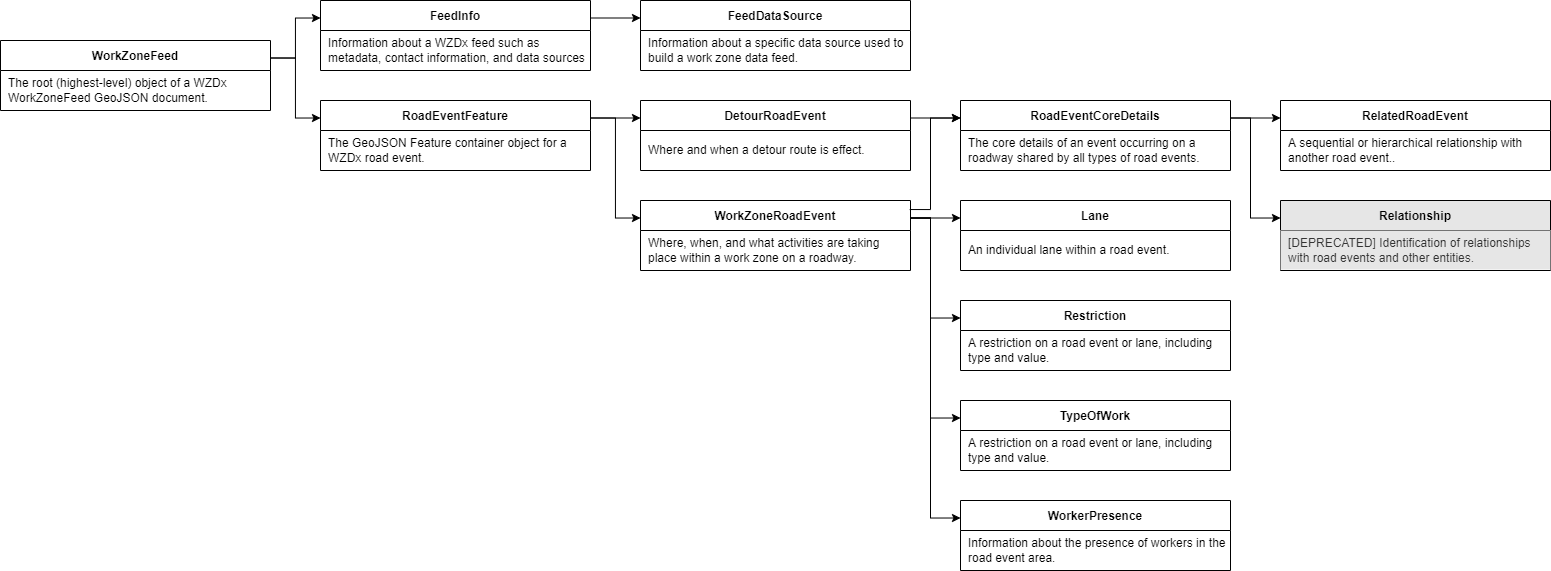 WorkZoneFeed
The root (highest-level) object of a WZDx
WorkZoneFeed GeoJSON document.
FeedInfo
Information about a WZDx feed such as
metadata, contact information, and data sources
FeedDataSource
Information about a specific data source used to
build a work zone data feed.
RoadEventFeature
The GeoJSON Feature container object for a
WZDx road event.
DetourRoadEvent
Where and when a detour route is effect.
RoadEventCoreDetails
The core details of an event occurring on a
roadway shared by all types of road events.
RelatedRoadEvent
A sequential or hierarchical relationship with
another road event..
WorkZoneRoadEvent
Where, when, and what activities are taking
place within a work zone on a roadway.
Lane
An individual lane within a road event.
Relationship
[DEPRECATED] Identification of relationships
with road events and other entities.
Restriction
A restriction on a road event or lane, including
type and value.
TypeOfWork
A restriction on a road event or lane, including
type and value.
WorkerPresence
Information about the presence of workers in the
road event area.